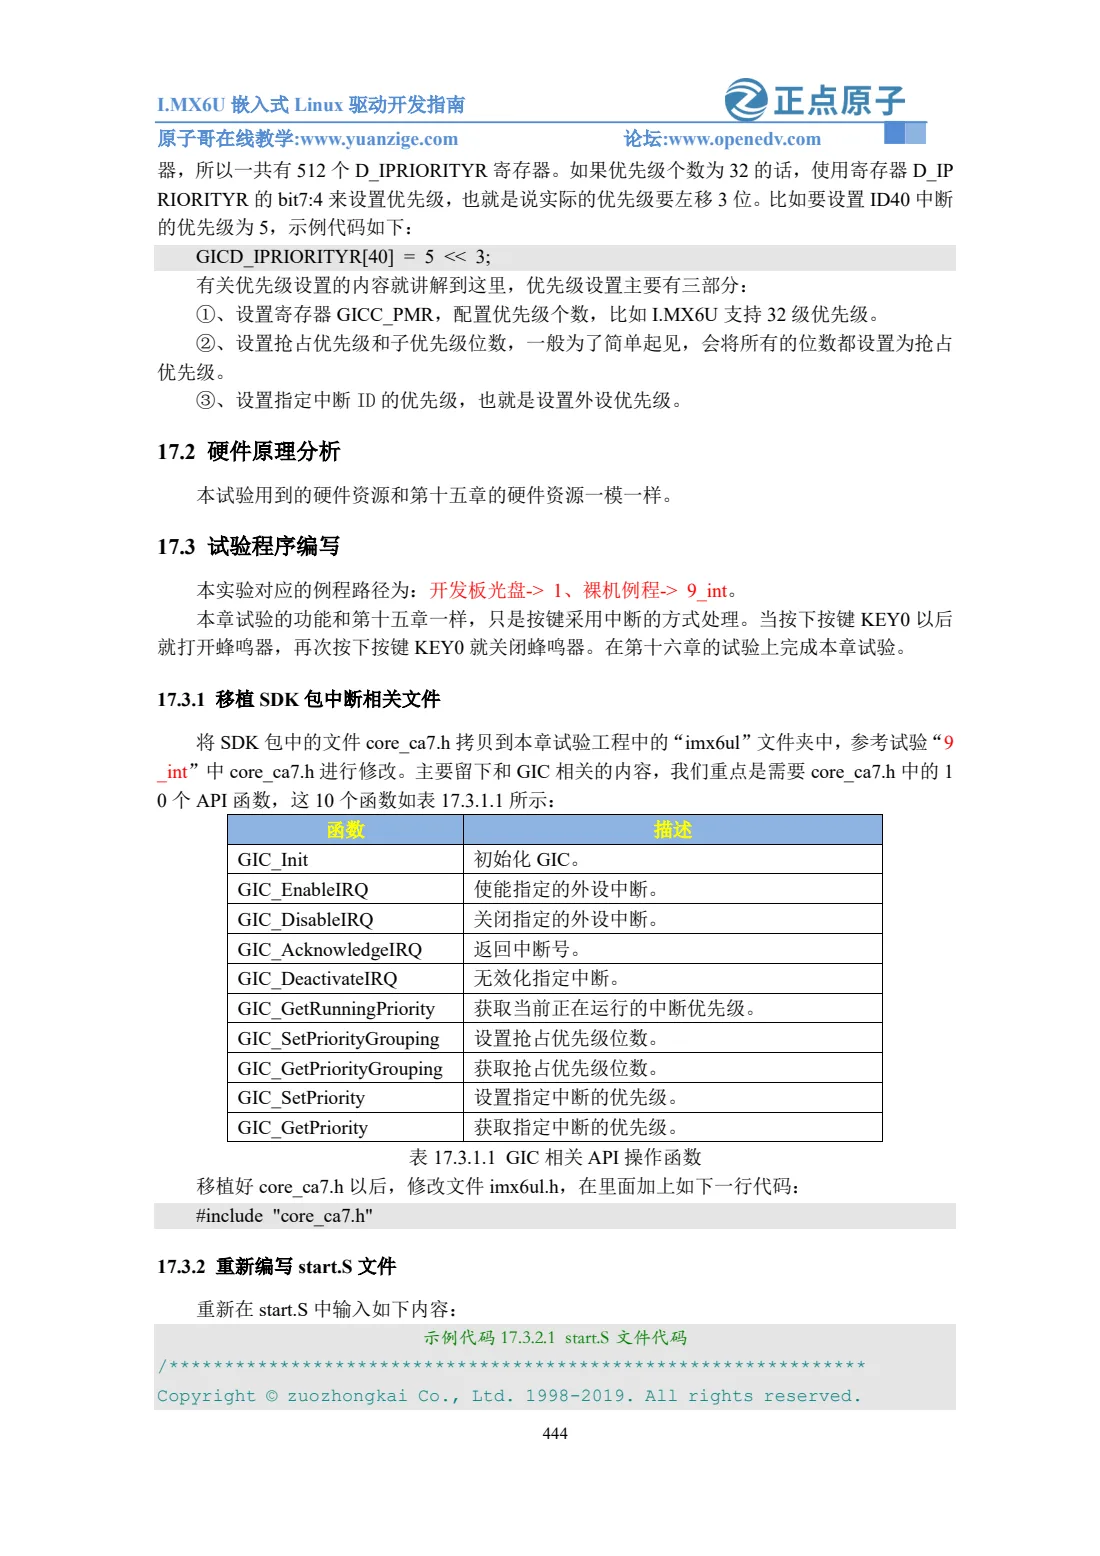 I.MX6U 嵌入式 Linux 驱动开发指南
正点原子
原子哥在线教学:www.yuanzige.com 论坛:www.openedv.com
器，所以一共有 512 个 D_IPRIORITYR 寄存器。如果优先级个数为 32 的话，使用寄存器 D_IP
RIORITYR 的 bit7:4 来设置优先级，也就是说实际的优先级要左移 3 位。比如要设置 ID40 中断
的优先级为 5，示例代码如下：
GICD_IPRIORITYR[40] = 5 << 3;
有关优先级设置的内容就讲解到这里，优先级设置主要有三部分：
①、设置寄存器 GICC_PMR，配置优先级个数，比如 I.MX6U 支持 32 级优先级。
②、设置抢占优先级和子优先级位数，一般为了简单起见，会将所有的位数都设置为抢占
优先级。
③、设置指定中断 ID 的优先级，也就是设置外设优先级。
17.2 硬件原理分析
本试验用到的硬件资源和第十五章的硬件资源一模一样。
17.3 试验程序编写
本实验对应的例程路径为：开发板光盘-> 1、裸机例程-> 9_int。
本章试验的功能和第十五章一样，只是按键采用中断的方式处理。当按下按键 KEY0 以后
就打开蜂鸣器，再次按下按键 KEY0 就关闭蜂鸣器。在第十六章的试验上完成本章试验。
17.3.1 移植 SDK 包中断相关文件
将 SDK 包中的文件 core_ca7.h 拷贝到本章试验工程中的“imx6ul”文件夹中，参考试验“9
_int”中 core_ca7.h 进行修改。主要留下和 GIC 相关的内容，我们重点是需要 core_ca7.h 中的 1
0 个 API 函数，这 10 个函数如表 17.3.1.1 所示：
函数 描述
GIC_Init 初始化 GIC。
GIC_EnableIRQ 使能指定的外设中断。
GIC_DisableIRQ 关闭指定的外设中断。
GIC_AcknowledgeIRQ 返回中断号。
GIC_DeactivateIRQ 无效化指定中断。
GIC_GetRunningPriority 获取当前正在运行的中断优先级。
GIC_SetPriorityGrouping 设置抢占优先级位数。
GIC_GetPriorityGrouping 获取抢占优先级位数。
GIC_SetPriority 设置指定中断的优先级。
GIC_GetPriority 获取指定中断的优先级。
表 17.3.1.1 GIC 相关 API 操作函数
移植好 core_ca7.h 以后，修改文件 imx6ul.h，在里面加上如下一行代码：
#include "core_ca7.h"
17.3.2 重新编写 start.S 文件
重新在 start.S 中输入如下内容：
示例代码 17.3.2.1 start.S 文件代码
/***************************************************************
Copyright © zuozhongkai Co., Ltd. 1998-2019. All rights reserved.
444